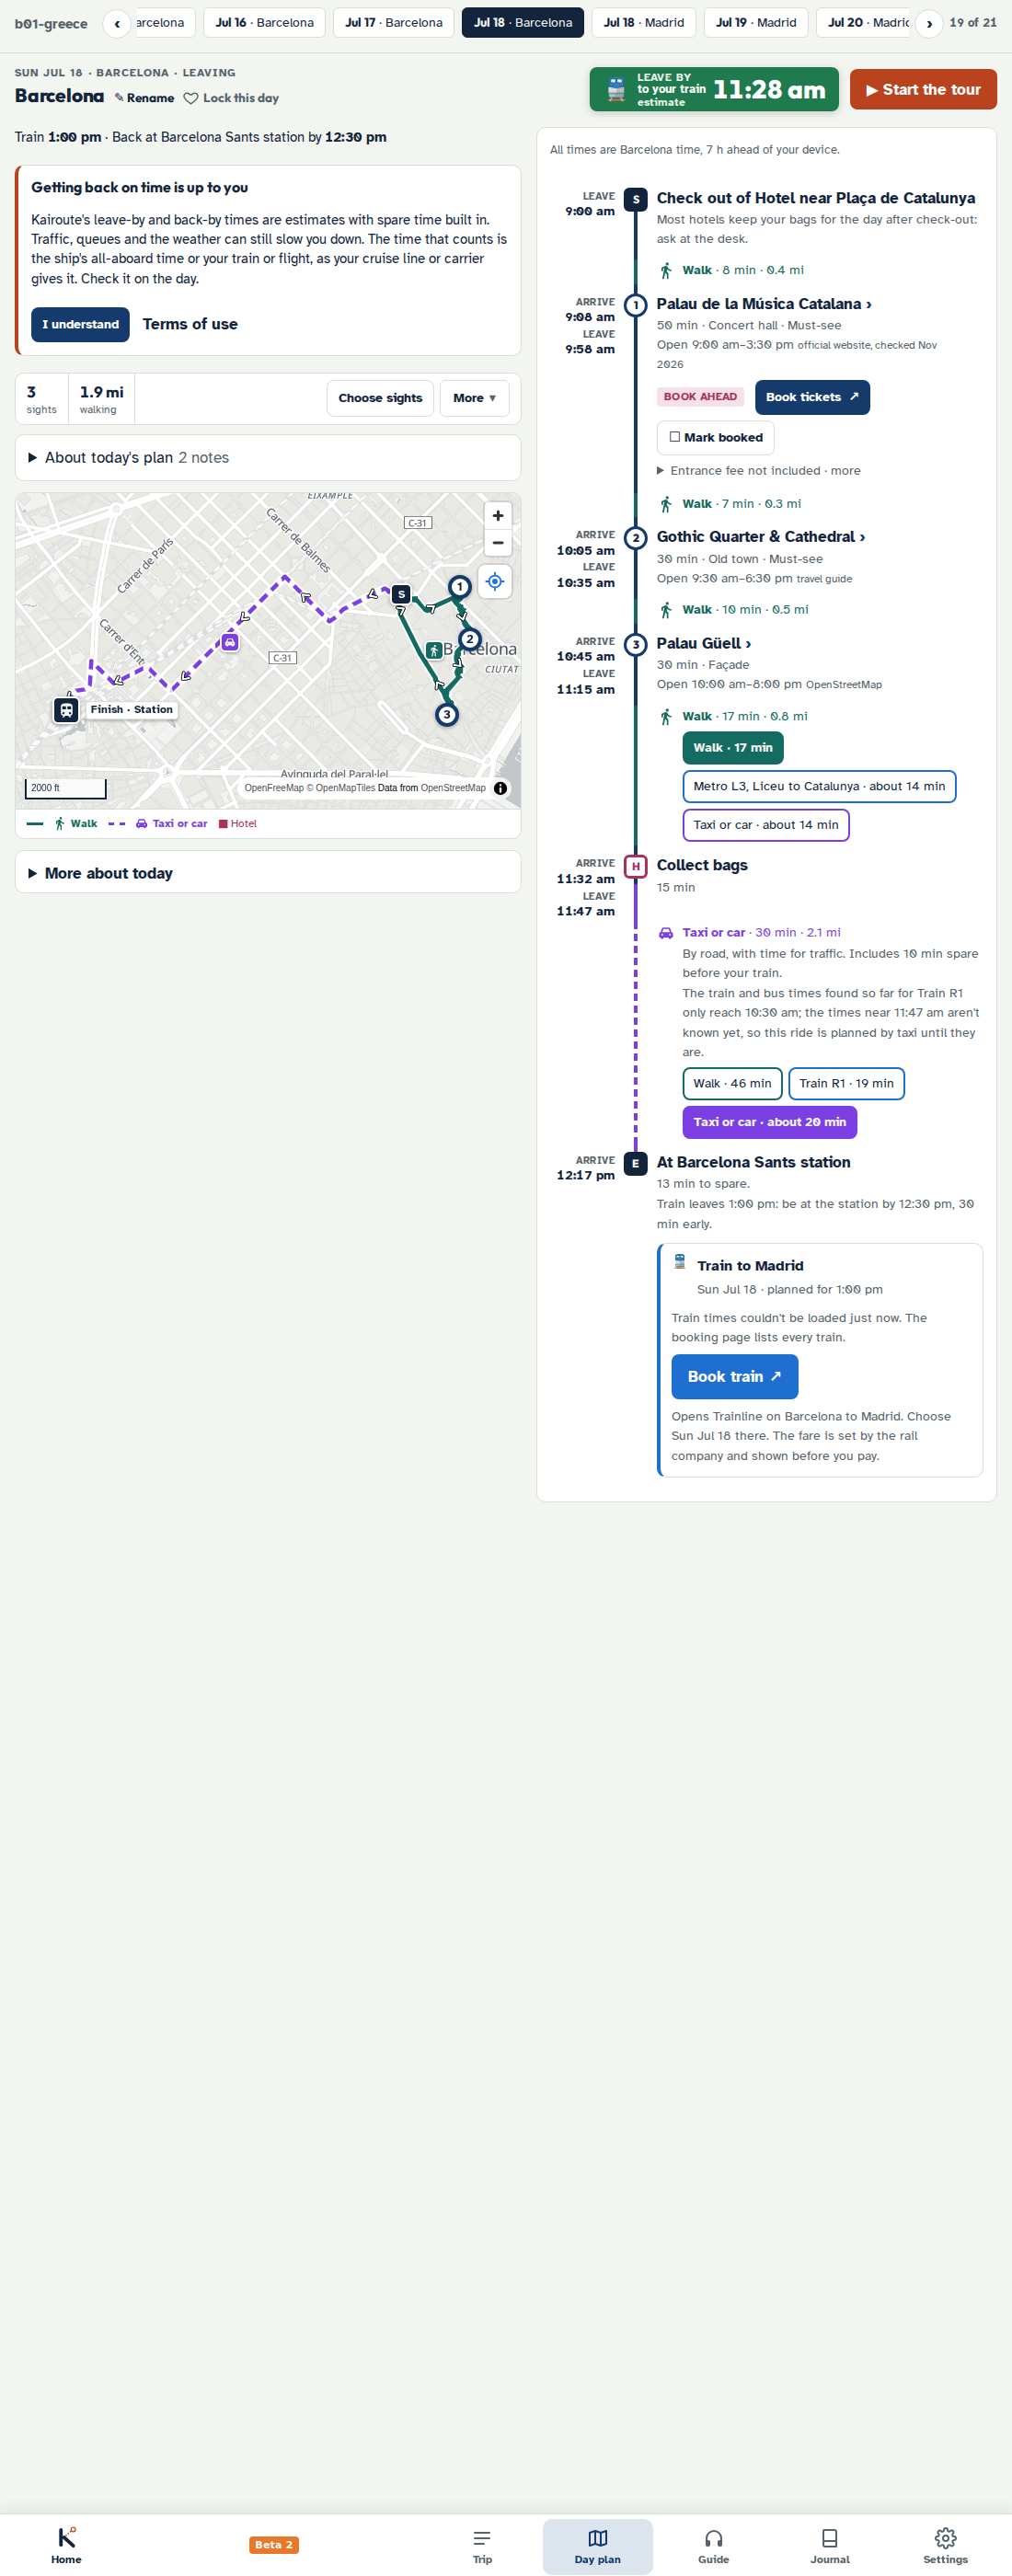 b01-greece
‹
arcelona
Jul 16 · Barcelona
Jul 17 · Barcelona
Jul 18 · Barcelona
Jul 18 · Madrid
Jul 19 · Madrid
Jul 20 · Madric
›
19 of 21
SUN JUL 18 · BARCELONA · LEAVING
Barcelona
✎ Rename
Lock this day
LEAVE BY
to your train
estimate
11:28 am
▶ Start the tour
Train 1:00 pm · Back at Barcelona Sants station by 12:30 pm
Getting back on time is up to you
Kairoute's leave-by and back-by times are estimates with spare time built in.
Traffic, queues and the weather can still slow you down. The time that counts is
the ship's all-aboard time or your train or flight, as your cruise line or carrier
gives it. Check it on the day.
I understand
Terms of use
3
sights
1.9 mi
walking
Choose sights
More ▼
▶ About today's plan 2 notes
EIXAMPLE
Carrer de París
Carrer de Balmes
C-31
+
−
S
1
2
Barcelona
CIUTAT
Carrer d'Ent
C-31
Finish · Station
3
Avinguda del Paral·lel
2000 ft
OpenFreeMap © OpenMapTiles Data from OpenStreetMap
Walk
Taxi or car
Hotel
▶ More about today
All times are Barcelona time, 7 h ahead of your device.
LEAVE
9:00 am
S
Check out of Hotel near Plaça de Catalunya
Most hotels keep your bags for the day after check-out:
ask at the desk.
Walk · 8 min · 0.4 mi
ARRIVE
9:08 am
LEAVE
9:58 am
1
Palau de la Música Catalana ›
50 min · Concert hall · Must-see
Open 9:00 am–3:30 pm official website, checked Nov
2026
BOOK AHEAD
Book tickets ↗
☐ Mark booked
▶ Entrance fee not included · more
Walk · 7 min · 0.3 mi
ARRIVE
10:05 am
LEAVE
10:35 am
2
Gothic Quarter & Cathedral ›
30 min · Old town · Must-see
Open 9:30 am–6:30 pm travel guide
Walk · 10 min · 0.5 mi
ARRIVE
10:45 am
LEAVE
11:15 am
3
Palau Güell ›
30 min · Façade
Open 10:00 am–8:00 pm OpenStreetMap
Walk · 17 min · 0.8 mi
Walk · 17 min
Metro L3, Liceu to Catalunya · about 14 min
Taxi or car · about 14 min
ARRIVE
11:32 am
LEAVE
11:47 am
H
Collect bags
15 min
Taxi or car · 30 min · 2.1 mi
By road, with time for traffic. Includes 10 min spare
before your train.
The train and bus times found so far for Train R1
only reach 10:30 am; the times near 11:47 am aren't
known yet, so this ride is planned by taxi until they
are.
Walk · 46 min
Train R1 · 19 min
Taxi or car · about 20 min
ARRIVE
12:17 pm
E
At Barcelona Sants station
13 min to spare.
Train leaves 1:00 pm: be at the station by 12:30 pm, 30
min early.
Train to Madrid
Sun Jul 18 · planned for 1:00 pm
Train times couldn't be loaded just now. The
booking page lists every train.
Book train ↗
Opens Trainline on Barcelona to Madrid. Choose
Sun Jul 18 there. The fare is set by the rail
company and shown before you pay.
Home
Beta 2
Trip
Day plan
Guide
Journal
Settings